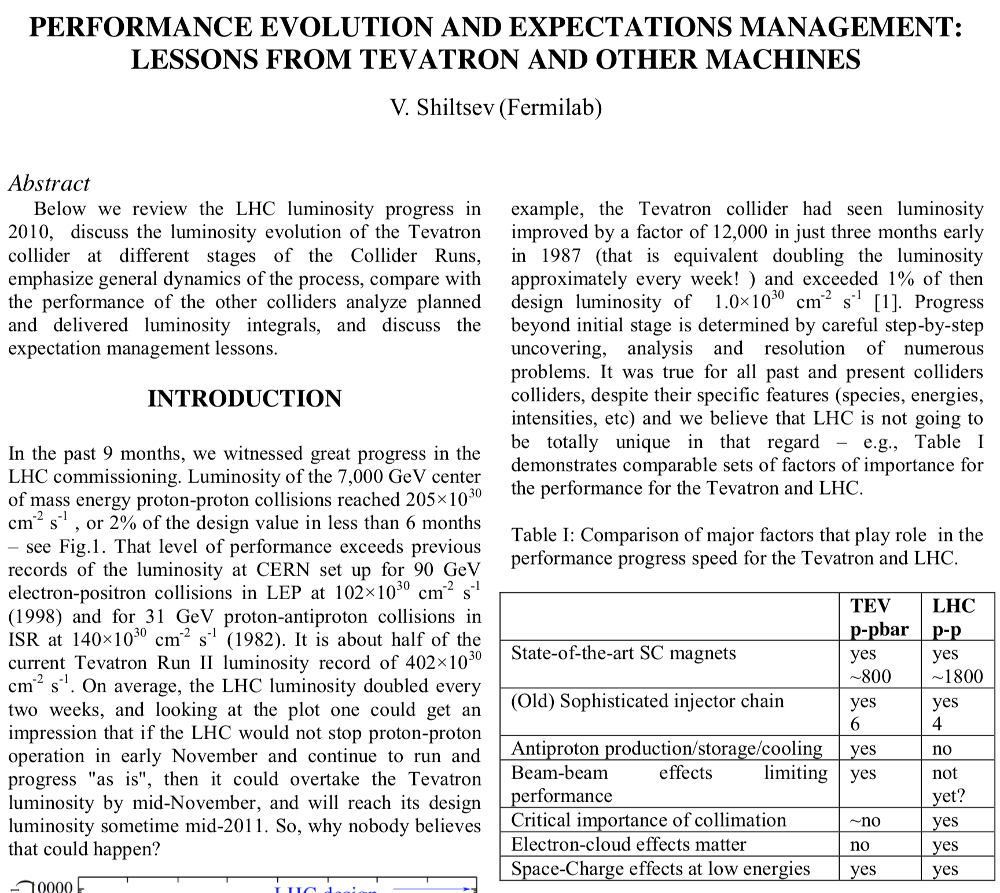 PERFORMANCE EVOLUTION AND EXPECTATIONS MANAGEMENT:
LESSONS FROM TEVATRON AND OTHER MACHINES
V. Shiltsev (Fermilab)
Abstract
Below we review the LHC luminosity progress in
2010, discuss the luminosity evolution of the Tevatron
collider at different stages of the Collider Runs,
emphasize general dynamics of the process, compare with
the performance of the other colliders analyze planned
and delivered luminosity integrals, and discuss the
expectation management lessons.
INTRODUCTION
In the past 9 months, we witnessed great progress in the
LHC commissioning. Luminosity of the 7,000 GeV center
of mass energy proton-proton collisions reached 205×10³⁰
cm⁻² s⁻¹ , or 2% of the design value in less than 6 months
– see Fig.1. That level of performance exceeds previous
records of the luminosity at CERN set up for 90 GeV
electron-positron collisions in LEP at 102×10³⁰ cm⁻² s⁻¹
(1998) and for 31 GeV proton-antiproton collisions in
ISR at 140×10³⁰ cm⁻² s⁻¹ (1982). It is about half of the
current Tevatron Run II luminosity record of 402×10³⁰
cm⁻² s⁻¹. On average, the LHC luminosity doubled every
two weeks, and looking at the plot one could get an
impression that if the LHC would not stop proton-proton
operation in early November and continue to run and
progress "as is", then it could overtake the Tevatron
luminosity by mid-November, and will reach its design
luminosity sometime mid-2011. So, why nobody believes
that could happen?
10000
LHC design
example, the Tevatron collider had seen luminosity
improved by a factor of 12,000 in just three months early
in 1987 (that is equivalent doubling the luminosity
approximately every week! ) and exceeded 1% of then
design luminosity of 1.0×10³⁰ cm⁻² s⁻¹ [1]. Progress
beyond initial stage is determined by careful step-by-step
uncovering, analysis and resolution of numerous
problems. It was true for all past and present colliders
colliders, despite their specific features (species, energies,
intensities, etc) and we believe that LHC is not going to
be totally unique in that regard – e.g., Table I
demonstrates comparable sets of factors of importance for
the performance for the Tevatron and LHC.
Table I: Comparison of major factors that play role in the
performance progress speed for the Tevatron and LHC.
TEV LHC
p-pbar p-p
State-of-the-art SC magnets yes yes
~800 ~1800
(Old) Sophisticated injector chain yes yes
6 4
Antiproton production/storage/cooling yes no
Beam-beam effects limiting yes not
performance yet?
Critical importance of collimation ~no yes
Electron-cloud effects matter no yes
Space-Charge effects at low energies yes yes